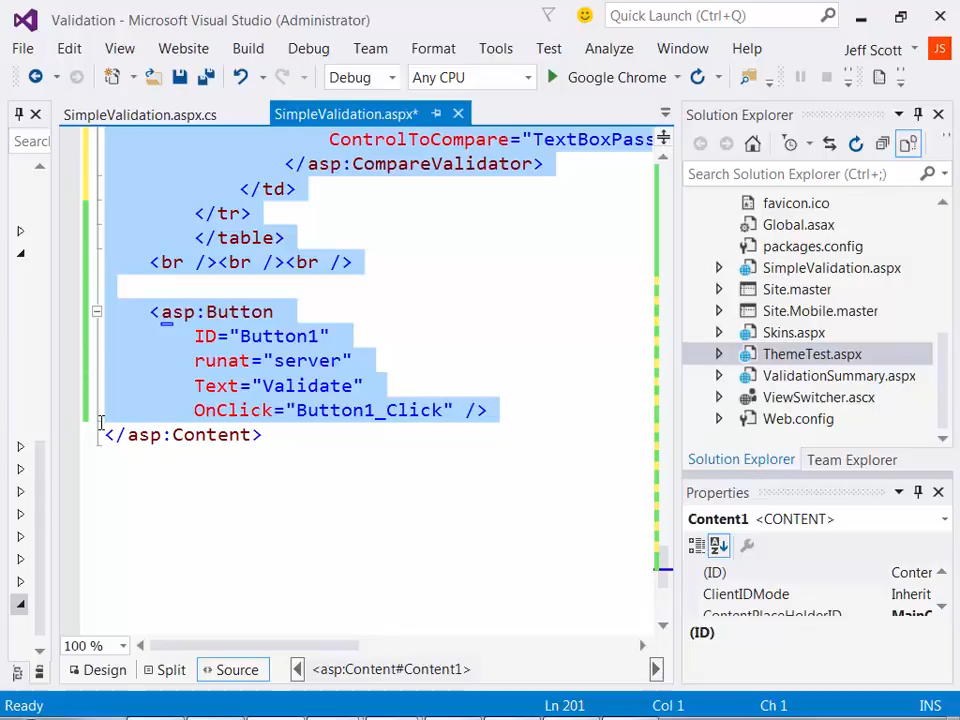 Validation - Microsoft Visual Studio (Administrator)
Quick Launch (Ctrl+Q)
File Edit View Website Build Debug Team Format Tools Test Analyze Window Help Jeff Scott JS
Debug Any CPU Google Chrome
SimpleValidation.aspx.cs SimpleValidation.aspx*
Searc
ControlToCompare="TextBoxPass
</asp:CompareValidator>
</td>
</tr>
</table>
<br /><br /><br />
<asp:Button
ID="Button1"
runat="server"
Text="Validate"
OnClick="Button1_Click" />
</asp:Content>
100 %
Design Split Source <asp:Content#Content1>
Solution Explorer
Search Solution Explorer (Ctrl+;)
favicon.ico
Global.asax
packages.config
SimpleValidation.aspx
Site.master
Site.Mobile.master
Skins.aspx
ThemeTest.aspx
ValidationSummary.aspx
ViewSwitcher.ascx
Web.config
Solution Explorer Team Explorer
Properties
Content1 <CONTENT>
(ID) Conter
ClientIDMode Inherit
ContentPlaceHolderID MainC
(ID)
Ready Ln 201 Col 1 Ch 1 INS